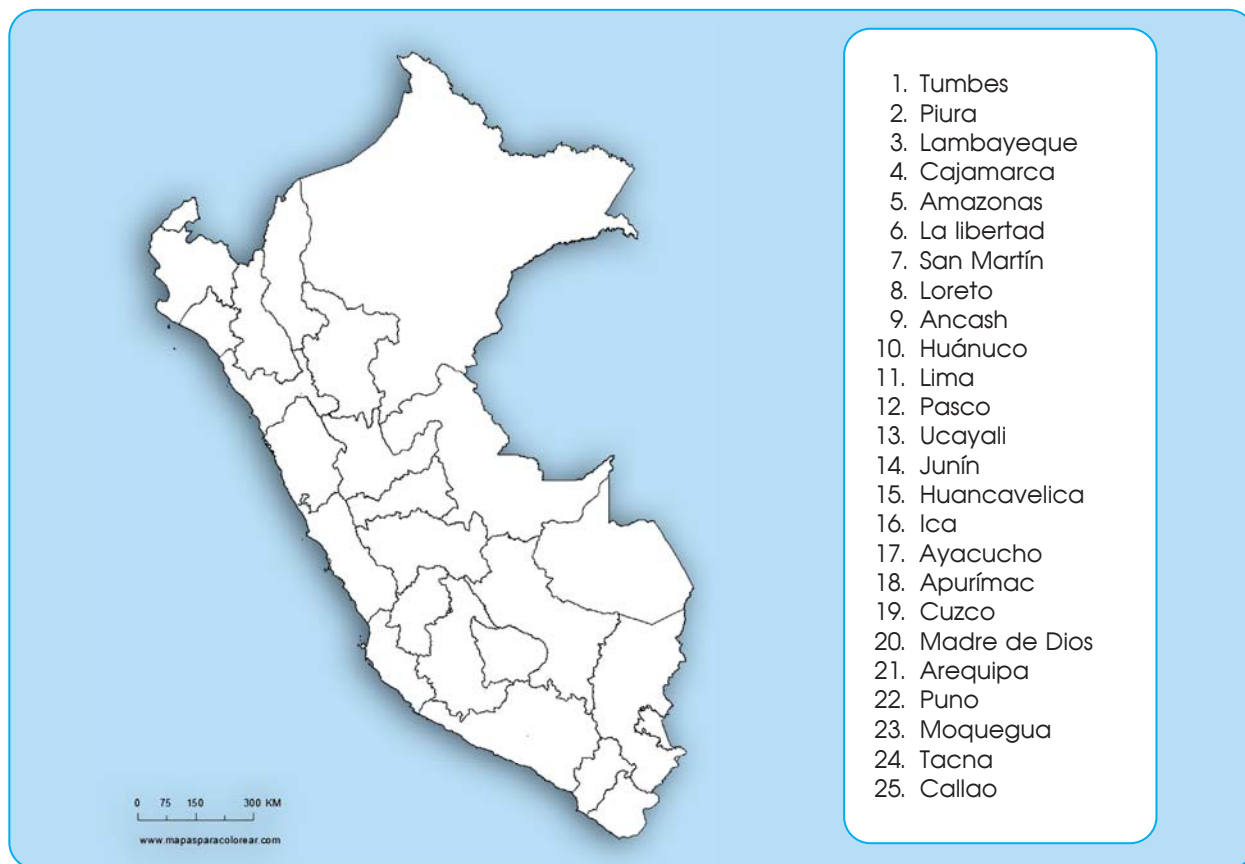 1. Tumbes
2. Piura
3. Lambayeque
4. Cajamarca
5. Amazonas
6. La libertad
7. San Martín
8. Loreto
9. Ancash
10. Huánuco
11. Lima
12. Pasco
13. Ucayali
14. Junín
15. Huancavelica
16. Ica
17. Ayacucho
18. Apurímac
19. Cuzco
20. Madre de Dios
21. Arequipa
22. Puno
23. Moquegua
24. Tacna
25. Callao
0 75 150 300 KM
www.mapasparacolorear.com